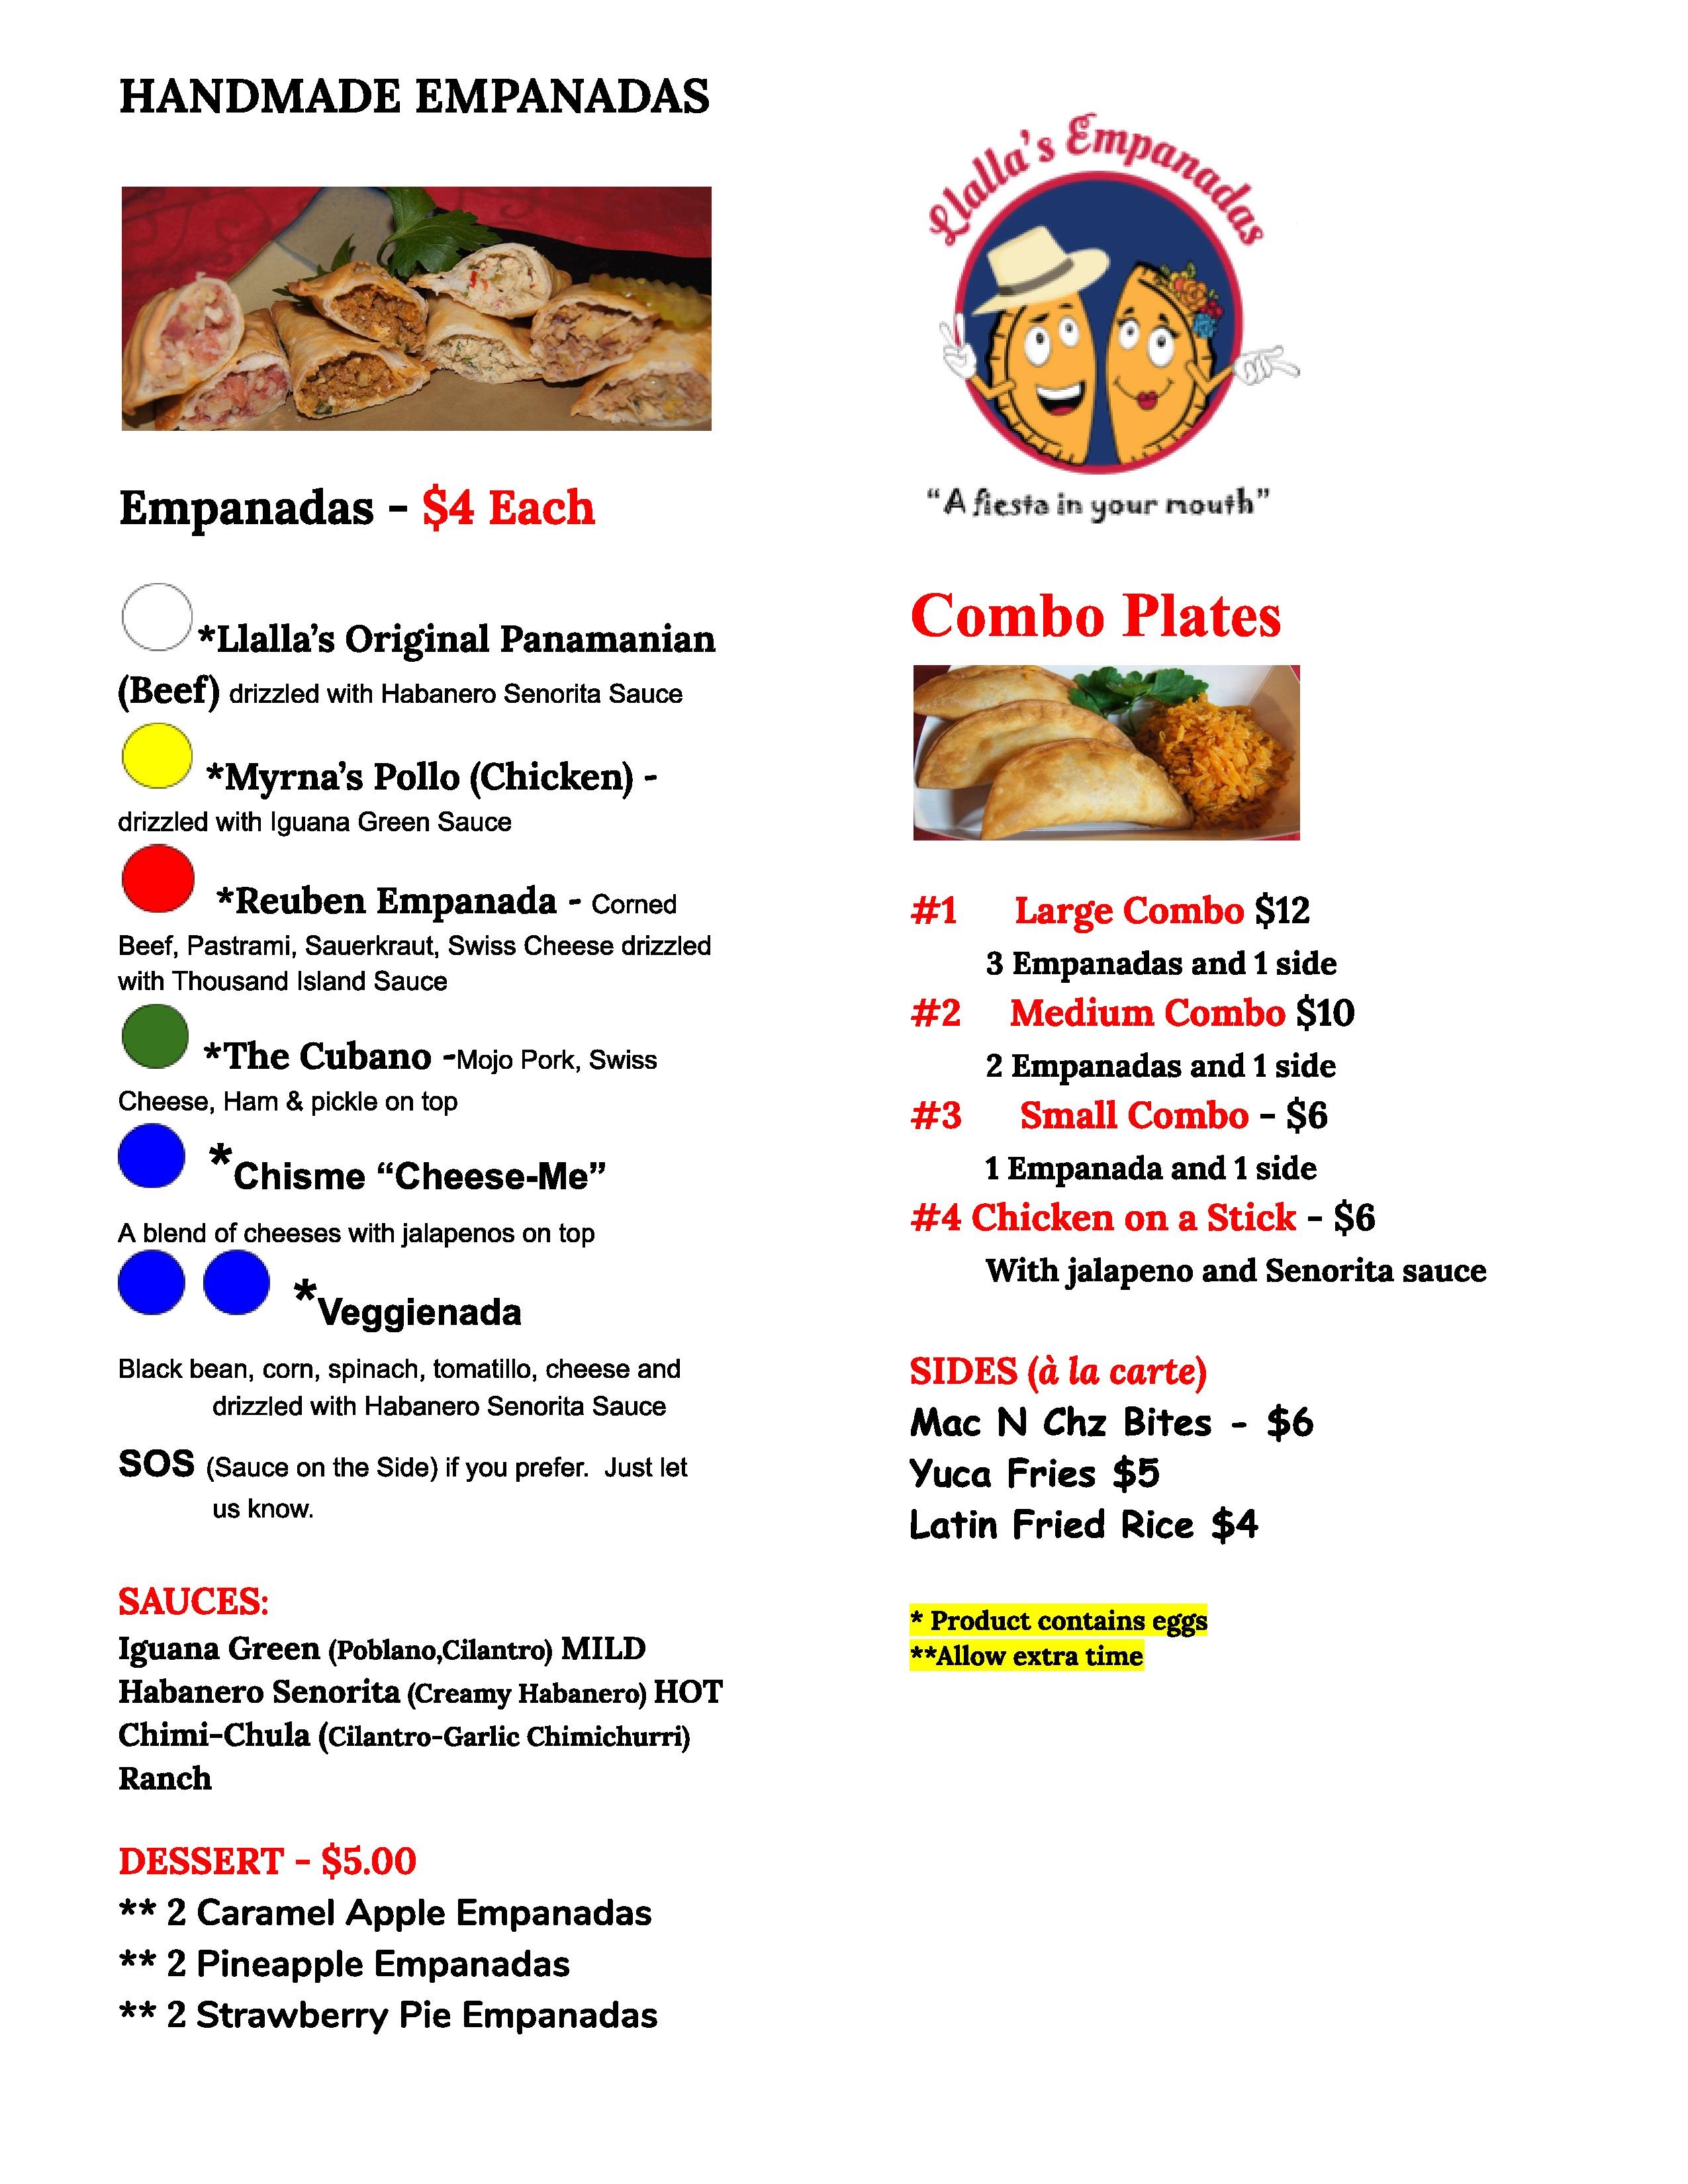 HANDMADE EMPANADAS
Empanadas - $4 Each
*Llalla's Original Panamanian
(Beef) drizzled with Habanero Senorita Sauce
*Myrna's Pollo (Chicken) -
drizzled with Iguana Green Sauce
*Reuben Empanada - Corned
Beef, Pastrami, Sauerkraut, Swiss Cheese drizzled
with Thousand Island Sauce
*The Cubano -Mojo Pork, Swiss
Cheese, Ham & pickle on top
*Chisme “Cheese-Me”
A blend of cheeses with jalapenos on top
*Veggienada
Black bean, corn, spinach, tomatillo, cheese and
drizzled with Habanero Senorita Sauce
SOS (Sauce on the Side) if you prefer. Just let
us know.
SAUCES:
Iguana Green (Poblano,Cilantro) MILD
Habanero Senorita (Creamy Habanero) HOT
Chimi-Chula (Cilantro-Garlic Chimichurri)
Ranch
DESSERT - $5.00
** 2 Caramel Apple Empanadas
** 2 Pineapple Empanadas
** 2 Strawberry Pie Empanadas
Llalla's Empanadas
“A fiesta in your mouth”
Combo Plates
#1 Large Combo $12
3 Empanadas and 1 side
#2 Medium Combo $10
2 Empanadas and 1 side
#3 Small Combo - $6
1 Empanada and 1 side
#4 Chicken on a Stick - $6
With jalapeno and Senorita sauce
SIDES (à la carte)
Mac N Chz Bites - $6
Yuca Fries $5
Latin Fried Rice $4
* Product contains eggs
**Allow extra time